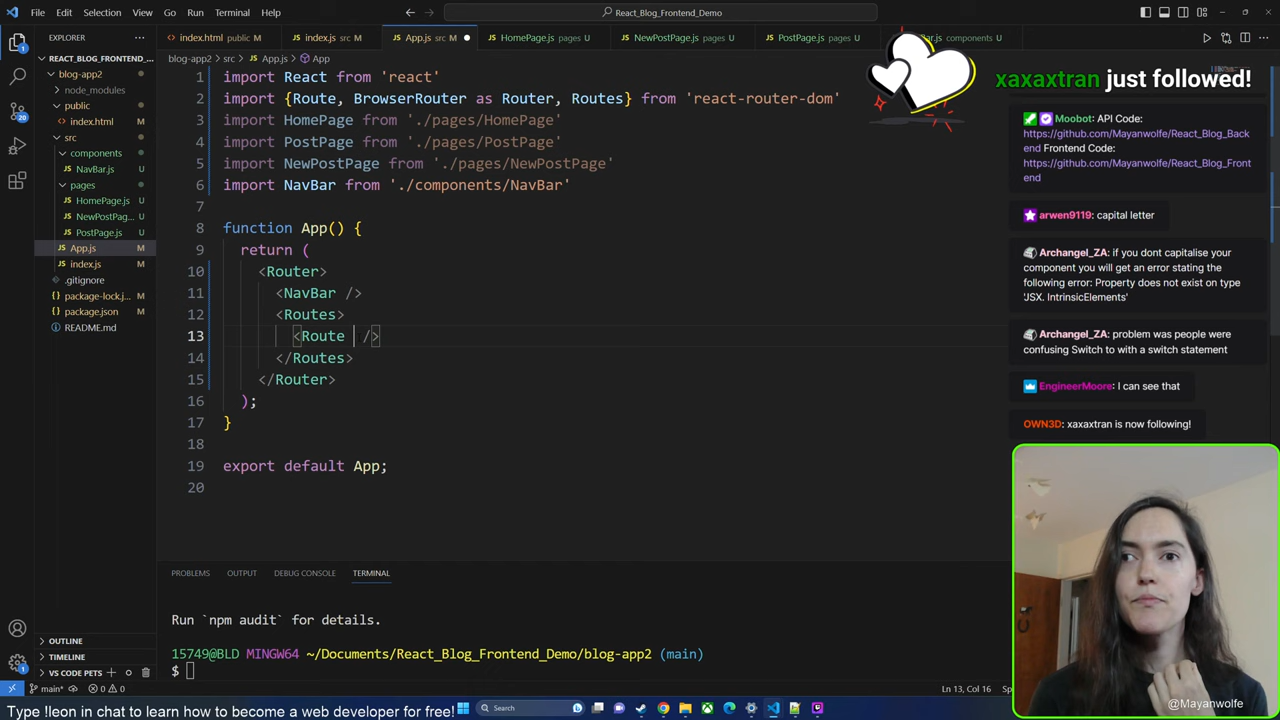 File Edit Selection View Go Run Terminal Help
React_Blog_Frontend_Demo
EXPLORER
REACT_BLOG_FRONTEND_...
blog-app2
node_modules
public
index.html
src
components
NavBar.js U
pages
HomePage.js U
NewPostPag... U
PostPage.js U
App.js M
index.js M
.gitignore
package-lock.j... M
package.json M
README.md
OUTLINE
TIMELINE
VS CODE PETS
index.html public M
index.js src M
App.js src M
HomePage.js pages U
NewPostPage.js pages U
PostPage.js pages U
Bar.js components U
blog-app2 > src > App.js > App
1 import React from 'react'
2 import {Route, BrowserRouter as Router, Routes} from 'react-router-dom'
3 import HomePage from './pages/HomePage'
4 import PostPage from './pages/PostPage'
5 import NewPostPage from './pages/NewPostPage'
6 import NavBar from './components/NavBar'
7
8 function App() {
9 return (
10 <Router>
11 <NavBar />
12 <Routes>
13 <Route />
14 </Routes>
15 </Router>
16 );
17 }
18
19 export default App;
20
PROBLEMS OUTPUT DEBUG CONSOLE TERMINAL
Run `npm audit` for details.
15749@BLD MINGW64 ~/Documents/React_Blog_Frontend_Demo/blog-app2 (main)
$
main* 0 0
Ln 13, Col 16
xaxaxtran just followed!
Moobot: API Code:
https://github.com/Mayanwolfe/React_Blog_Back
end Frontend Code:
https://github.com/Mayanwolfe/React_Blog_Front
end
arwen9119: capital letter
Archangel_ZA: if you dont capitalise your
component you will get an error stating the
following error: Property does not exist on type
'JSX. IntrinsicElements'
Archangel_ZA: problem was people were
confusing Switch to with a switch statement
EngineerMoore: I can see that
OWN3D: xaxaxtran is now following!
@Mayanwolfe
Type !leon in chat to learn how to become a web developer for free!
Search